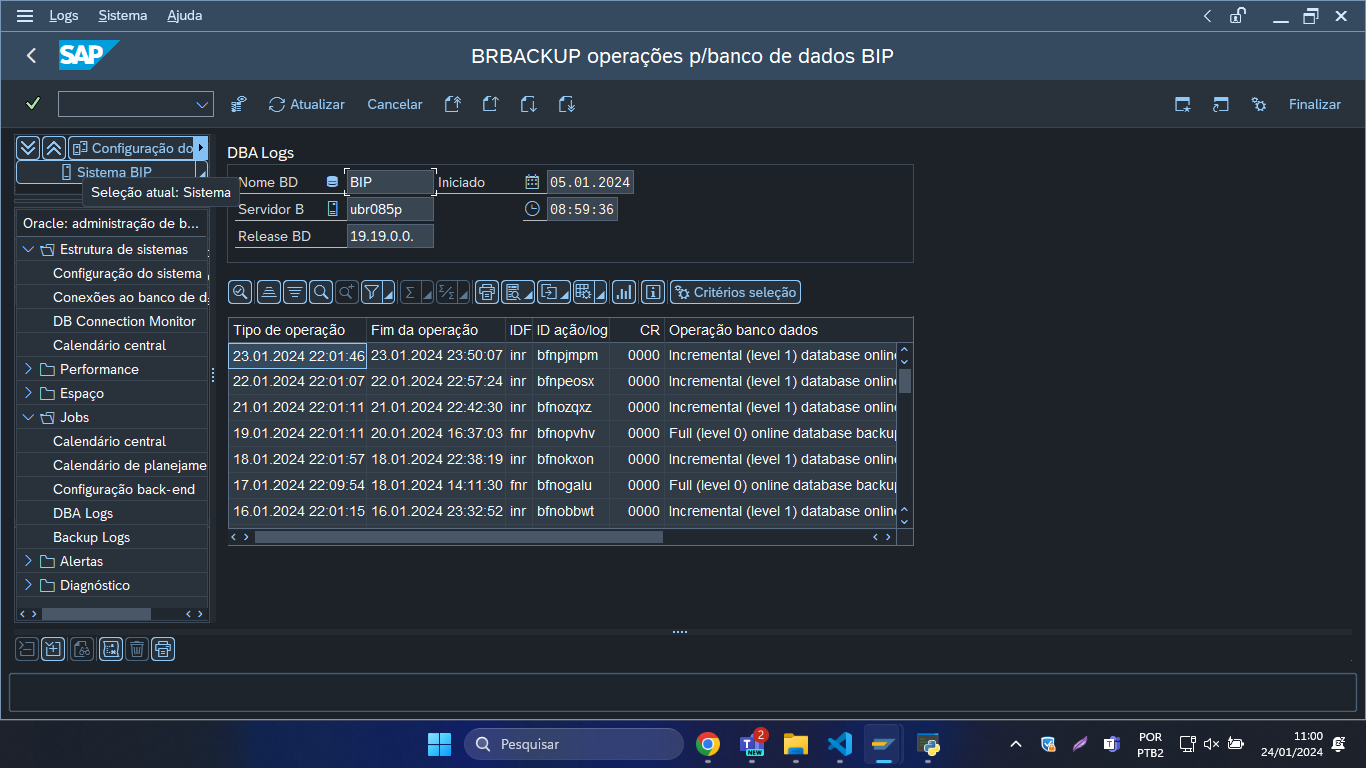 Logs Sistema Ajuda
SAP BRBACKUP operações p/banco de dados BIP
Atualizar Cancelar Finalizar
Configuração do
Sistema BIP
Seleção atual: Sistema
Oracle: administração de b...
Estrutura de sistemas
Configuração do sistema
Conexões ao banco de d
DB Connection Monitor
Calendário central
Performance
Espaço
Jobs
Calendário central
Calendário de planejame
Configuração back-end
DBA Logs
Backup Logs
Alertas
Diagnóstico
DBA Logs
Nome BD BIP Iniciado 05.01.2024
Servidor B ubr085p 08:59:36
Release BD 19.19.0.0.
Critérios seleção
Tipo de operação Fim da operação IDF ID ação/log CR Operação banco dados
23.01.2024 22:01:46 23.01.2024 23:50:07 inr bfnpjmpm 0000 Incremental (level 1) database online
22.01.2024 22:01:07 22.01.2024 22:57:24 inr bfnpeosx 0000 Incremental (level 1) database online
21.01.2024 22:01:11 21.01.2024 22:42:30 inr bfnozqxz 0000 Incremental (level 1) database online
19.01.2024 22:01:11 20.01.2024 16:37:03 fnr bfnopvhv 0000 Full (level 0) online database backup
18.01.2024 22:01:57 18.01.2024 22:38:19 inr bfnokxon 0000 Incremental (level 1) database online
17.01.2024 22:09:54 18.01.2024 14:11:30 fnr bfnogalu 0000 Full (level 0) online database backup
16.01.2024 22:01:15 16.01.2024 23:32:52 inr bfnobbwt 0000 Incremental (level 1) database online
Pesquisar
2
NEW
POR
PTB2
11:00
24/01/2024